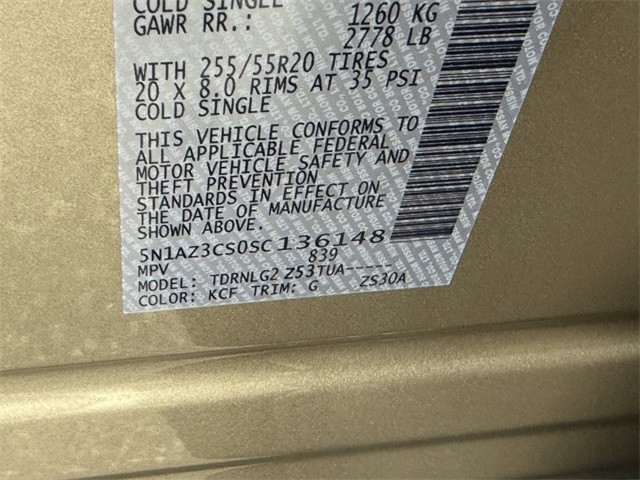 COLD SINGLE
GAWR RR.: 1260 KG
2778 LB
WITH 255/55R20 TIRES
20 X 8.0 RIMS AT 35 PSI
COLD SINGLE
THIS VEHICLE CONFORMS TO
ALL APPLICABLE FEDERAL
MOTOR VEHICLE SAFETY AND
THEFT PREVENTION
STANDARDS IN EFFECT ON
THE DATE OF MANUFACTURE
SHOWN ABOVE.
5N1AZ3CS0SC136148
MPV 839
MODEL: TDRNLG2 Z53TUA-----
COLOR: KCF TRIM: G ZS30A